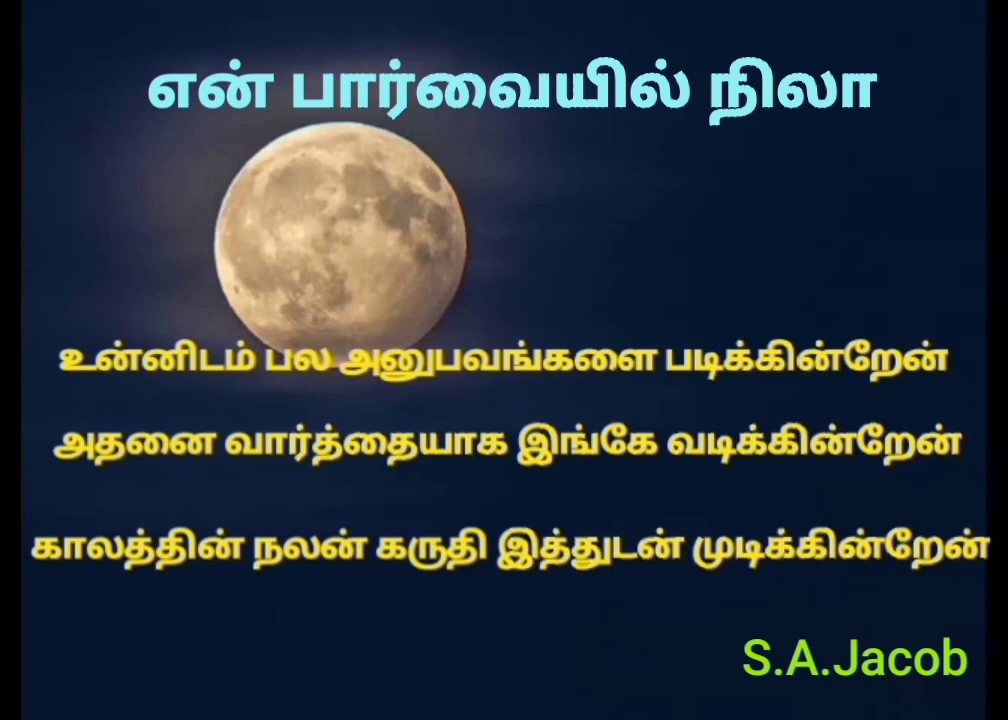 என் பார்வையில் நிலா
உன்னிடம் பல அனுபவங்களை படிக்கின்றேன்
அதனை வார்த்தையாக இங்கே வடிக்கின்றேன்
காலத்தின் நலன் கருதி இத்துடன் முடிக்கின்றேன்
S.A.Jacob